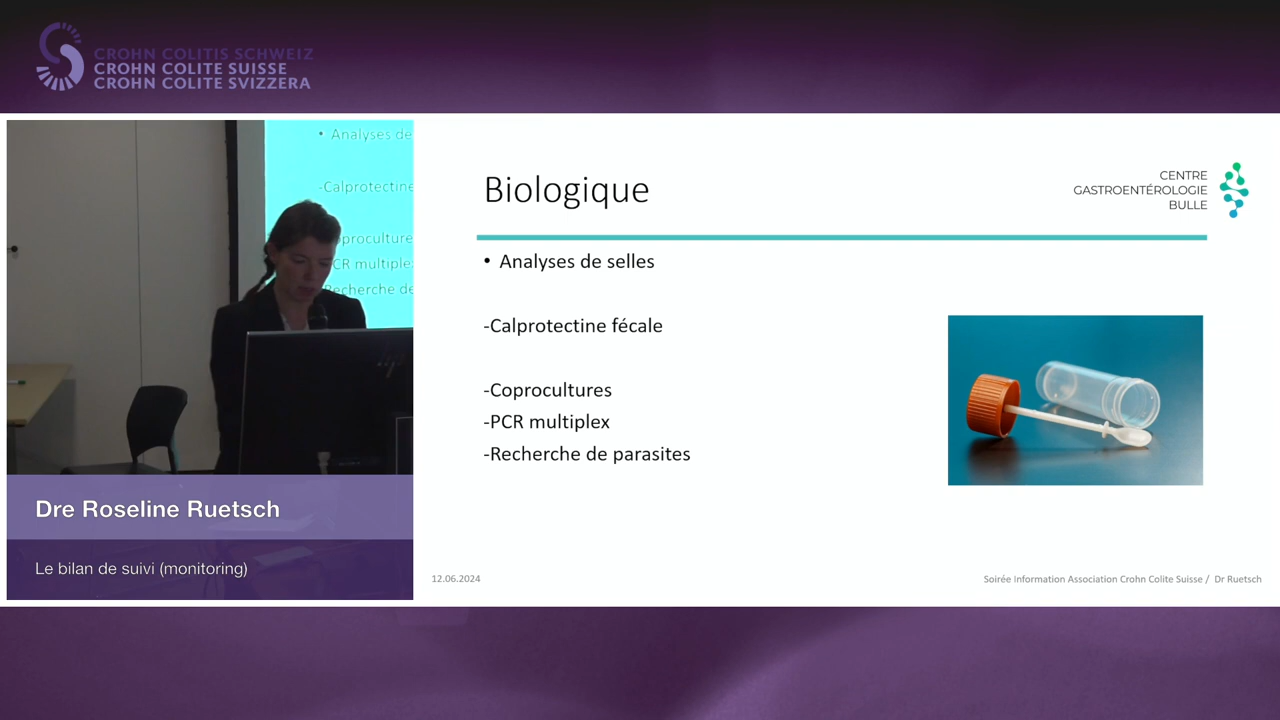 CROHN COLITIS SCHWEIZ
CROHN COLITE SUISSE
CROHN COLITE SVIZZERA
• Analyses de
-Calprotectine
oprocultures
CR multiplex
Recherche de
Dre Roseline Ruetsch
Le bilan de suivi (monitoring)
Biologique
CENTRE
GASTROENTÉROLOGIE
BULLE
• Analyses de selles
-Calprotectine fécale
-Coprocultures
-PCR multiplex
-Recherche de parasites
12.06.2024
Soirée Information Association Crohn Colite Suisse / Dr Ruetsch